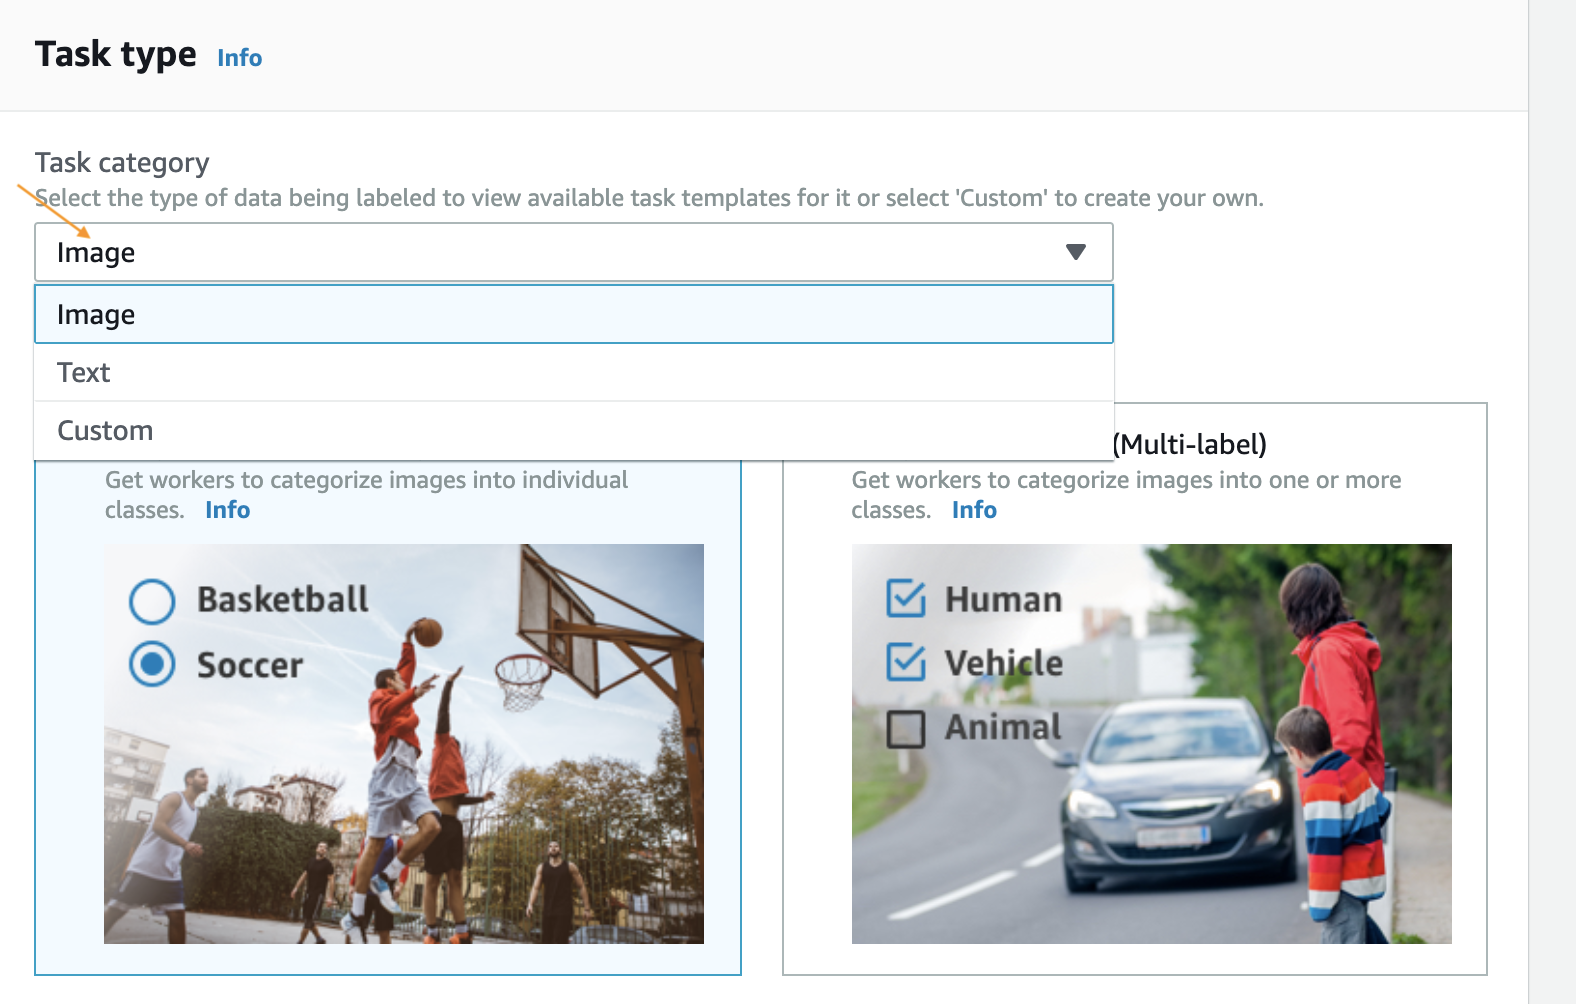 Task type Info
Task category
Select the type of data being labeled to view available task templates for it or select 'Custom' to create your own.
Image
Image
Text
Custom
(Multi-label)
Get workers to categorize images into individual
classes. Info
Basketball
Soccer
Get workers to categorize images into one or more
classes. Info
Human
Vehicle
Animal